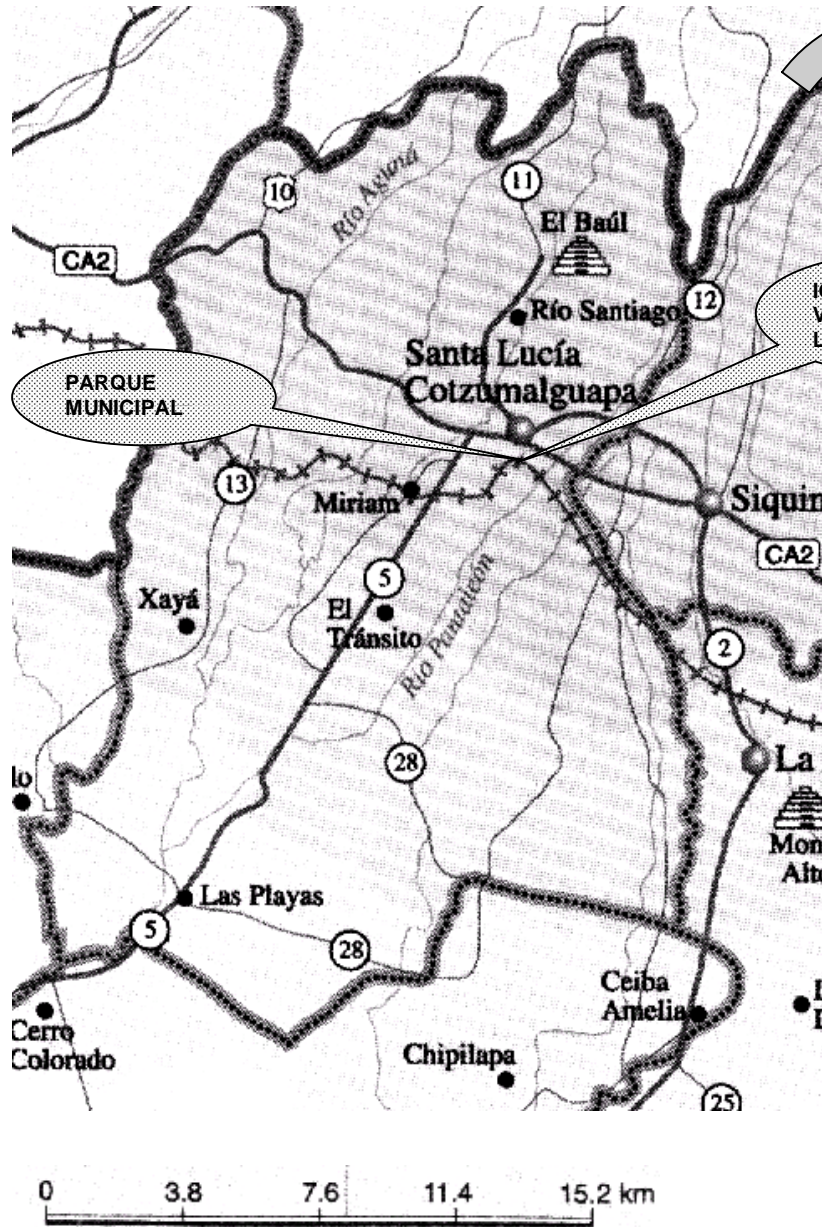 10
Río Aguná
11
El Baúl
CA2
12
Río Santiago
Santa Lucía
Cotzumalguapa
PARQUE
MUNICIPAL
13
Miriam
Siquin
CA2
5
Xayá
El
Tránsito
Río Pantaleón
2
28
lo
La
Mon
Alto
Las Playas
5
28
Ceiba
Amelia
Cerro
Colorado
Chipilapa
25
0 3.8 7.6 11.4 15.2 km